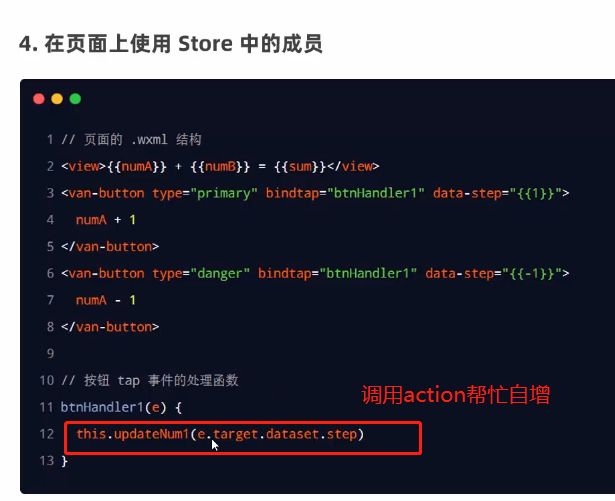 4. 在页面上使用 Store 中的成员
1 // 页面的 .wxml 结构
2 <view>{{numA}} + {{numB}} = {{sum}}</view>
3 <van-button type="primary" bindtap="btnHandler1" data-step="{{1}}">
4 numA + 1
5 </van-button>
6 <van-button type="danger" bindtap="btnHandler1" data-step="{{-1}}">
7 numA - 1
8 </van-button>
9
10 // 按钮 tap 事件的处理函数
调用action帮忙自增
11 btnHandler1(e) {
12 this.updateNum1(e.target.dataset.step)
13 }